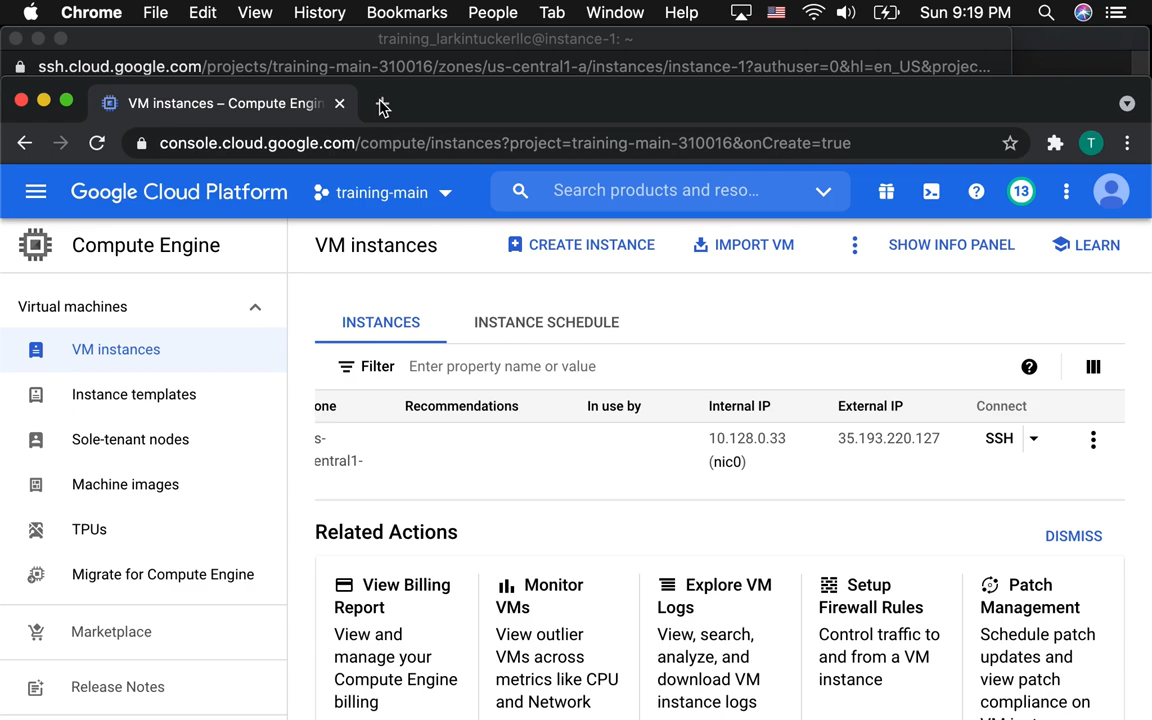 Chrome File Edit View History Bookmarks People Tab Window Help Sun 9:19 PM
training_larkintuckerllc@instance-1: ~
ssh.cloud.google.com/projects/training-main-310016/zones/us-central1-a/instances/instance-1?authuser=0&hl=en_US&projec...
VM instances – Compute Engin
console.cloud.google.com/compute/instances?project=training-main-310016&onCreate=true
T
Google Cloud Platform training-main Search products and reso... 13
Compute Engine
VM instances CREATE INSTANCE IMPORT VM SHOW INFO PANEL LEARN
Virtual machines
VM instances
Instance templates
Sole-tenant nodes
Machine images
TPUs
Migrate for Compute Engine
Marketplace
Release Notes
INSTANCES INSTANCE SCHEDULE
Filter Enter property name or value
one Recommendations In use by Internal IP External IP Connect
s- 10.128.0.33 35.193.220.127 SSH
entral1- (nic0)
Related Actions DISMISS
View Billing
Report
View and
manage your
Compute Engine
billing
Monitor
VMs
View outlier
VMs across
metrics like CPU
and Network
Explore VM
Logs
View, search,
analyze, and
download VM
instance logs
Setup
Firewall Rules
Control traffic to
and from a VM
instance
Patch
Management
Schedule patch
updates and
view patch
compliance on